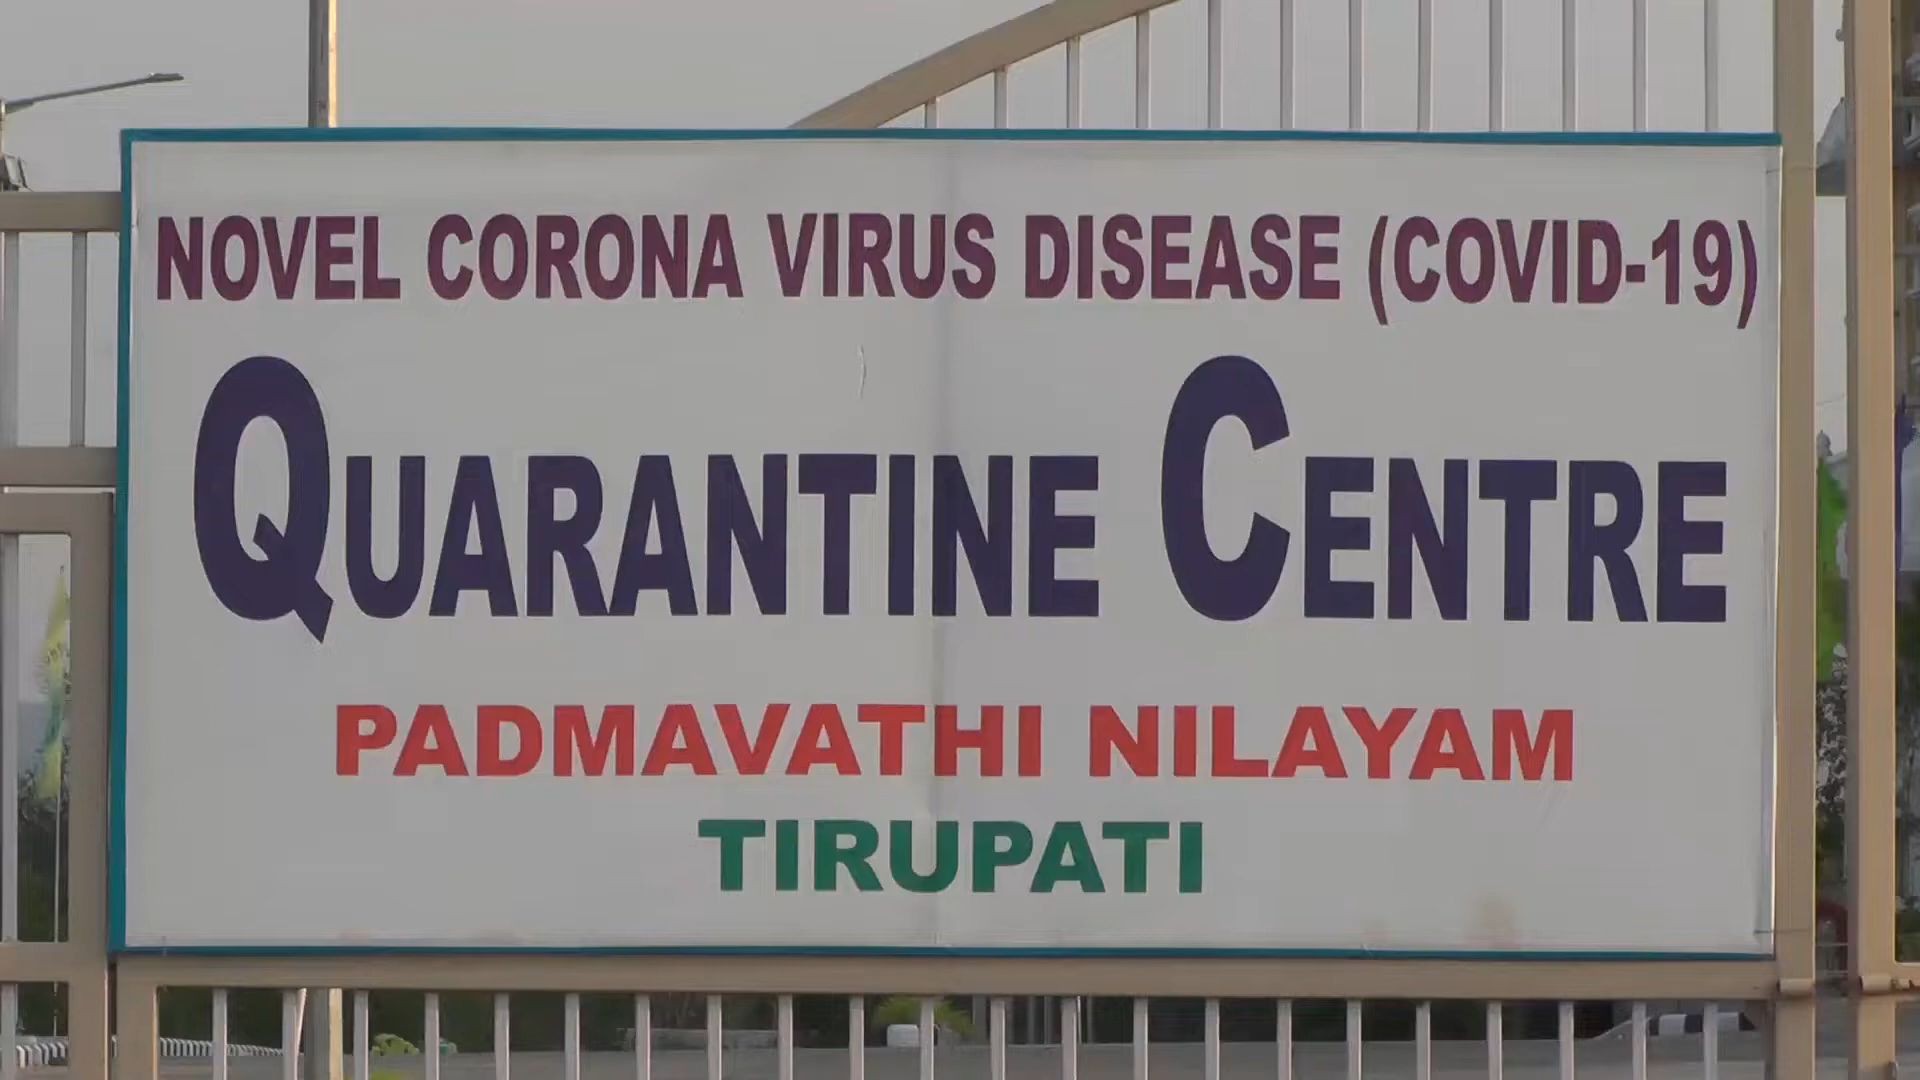 NOVEL CORONA VIRUS DISEASE (COVID-19)
QUARANTINE CENTRE
PADMAVATHI NILAYAM
TIRUPATI